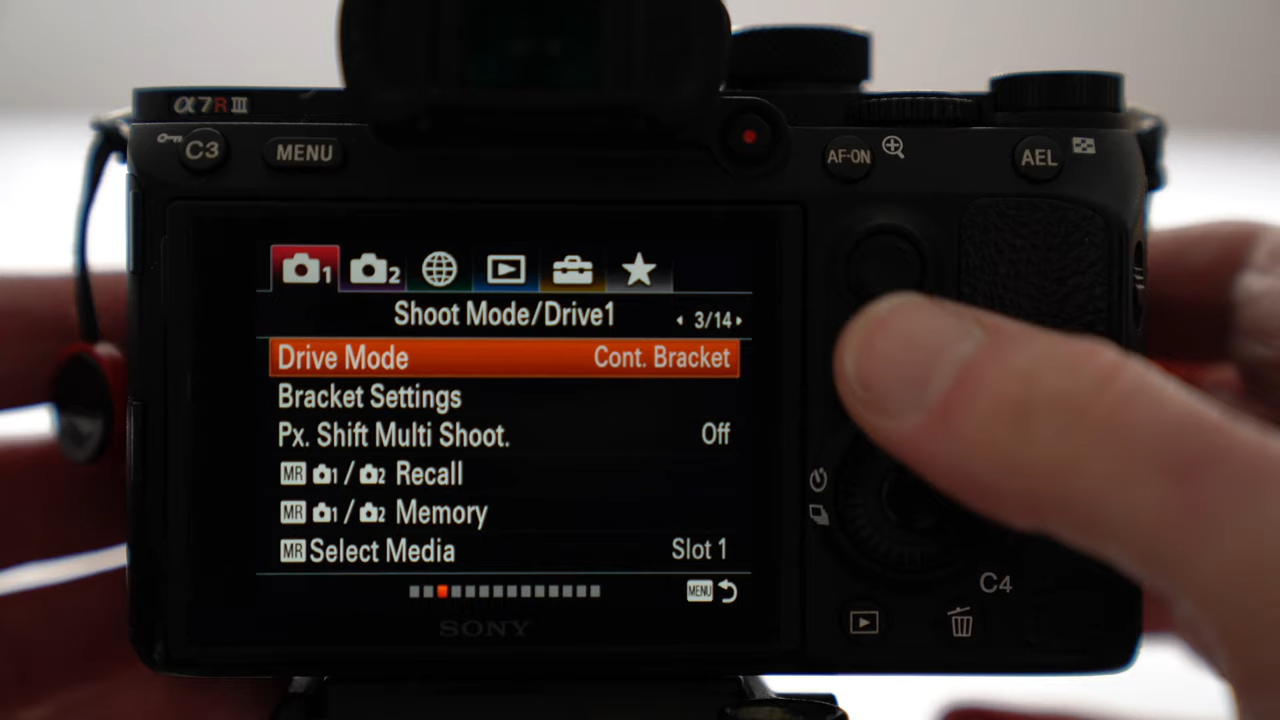 α7RIII
C3 MENU
AF-ON AEL
1 2
Shoot Mode/Drive1 3/14
Drive Mode Cont. Bracket
Bracket Settings
Px. Shift Multi Shoot. Off
MR 1 / 2 Recall
MR 1 / 2 Memory
MR Select Media Slot 1
MENU
C4
SONY